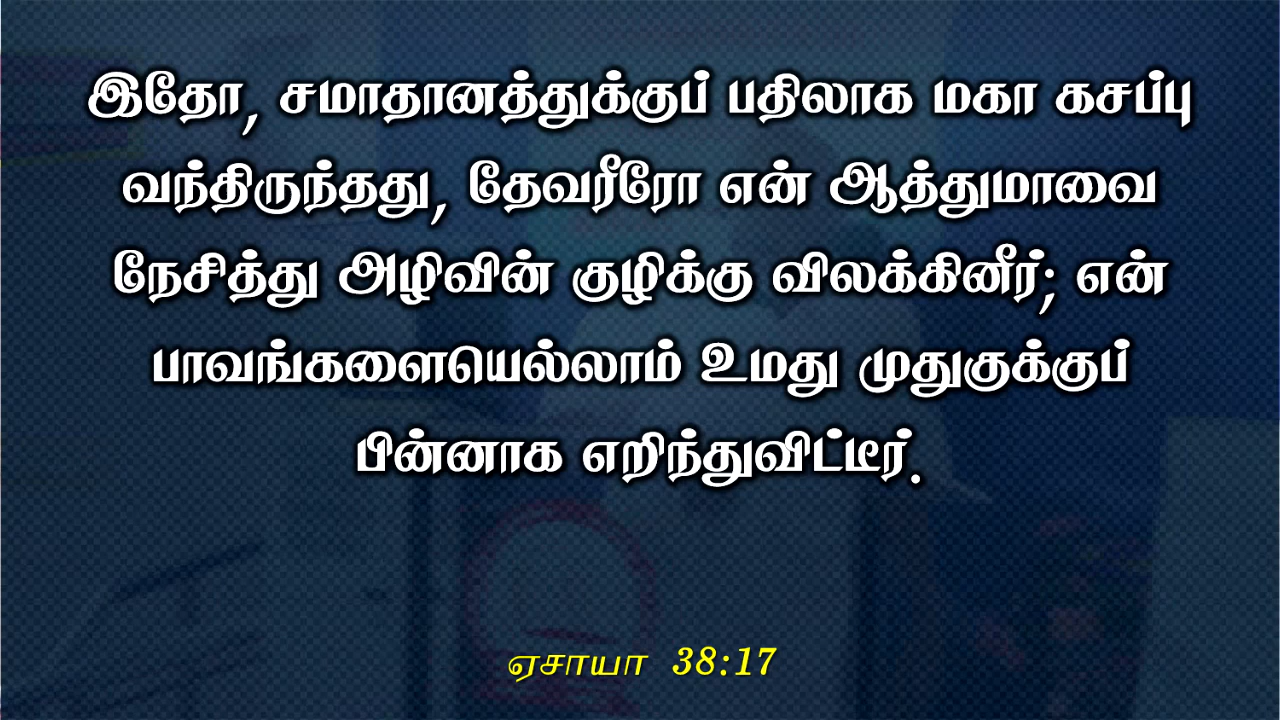 இதோ, சமாதானத்துக்குப் பதிலாக மகா கசப்பு
வந்திருந்தது, தேவரீரோ என் ஆத்துமாவை
நேசித்து அழிவின் குழிக்கு விலக்கினீர்; என்
பாவங்களையெல்லாம் உமது முதுகுக்குப்
பின்னாக எறிந்துவிட்டீர்.
ஏசாயா 38:17